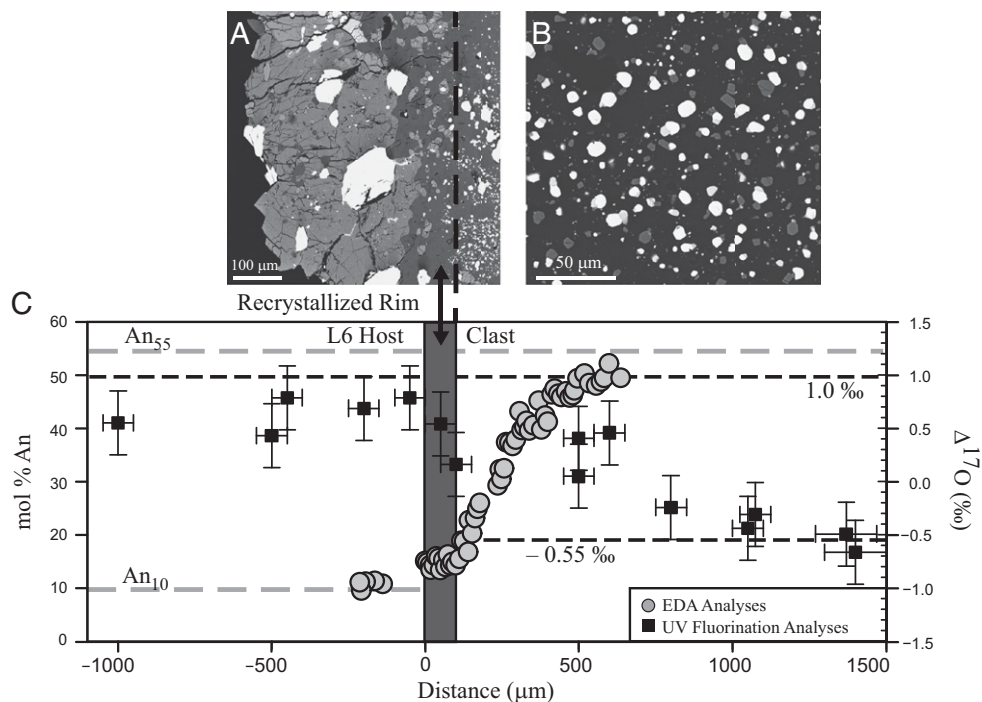 A
B
100 μm
50 μm
Recrystallized Rim
C
L6 Host
Clast
An55
An10
1.0 ‰
– 0.55 ‰
60
50
40
30
20
10
0
mol % An
1.5
1.0
0.5
0.0
−0.5
−1.0
−1.5
Δ17O (‰)
EDA Analyses
UV Fluorination Analyses
−1000
−500
0
500
1000
1500
Distance (μm)